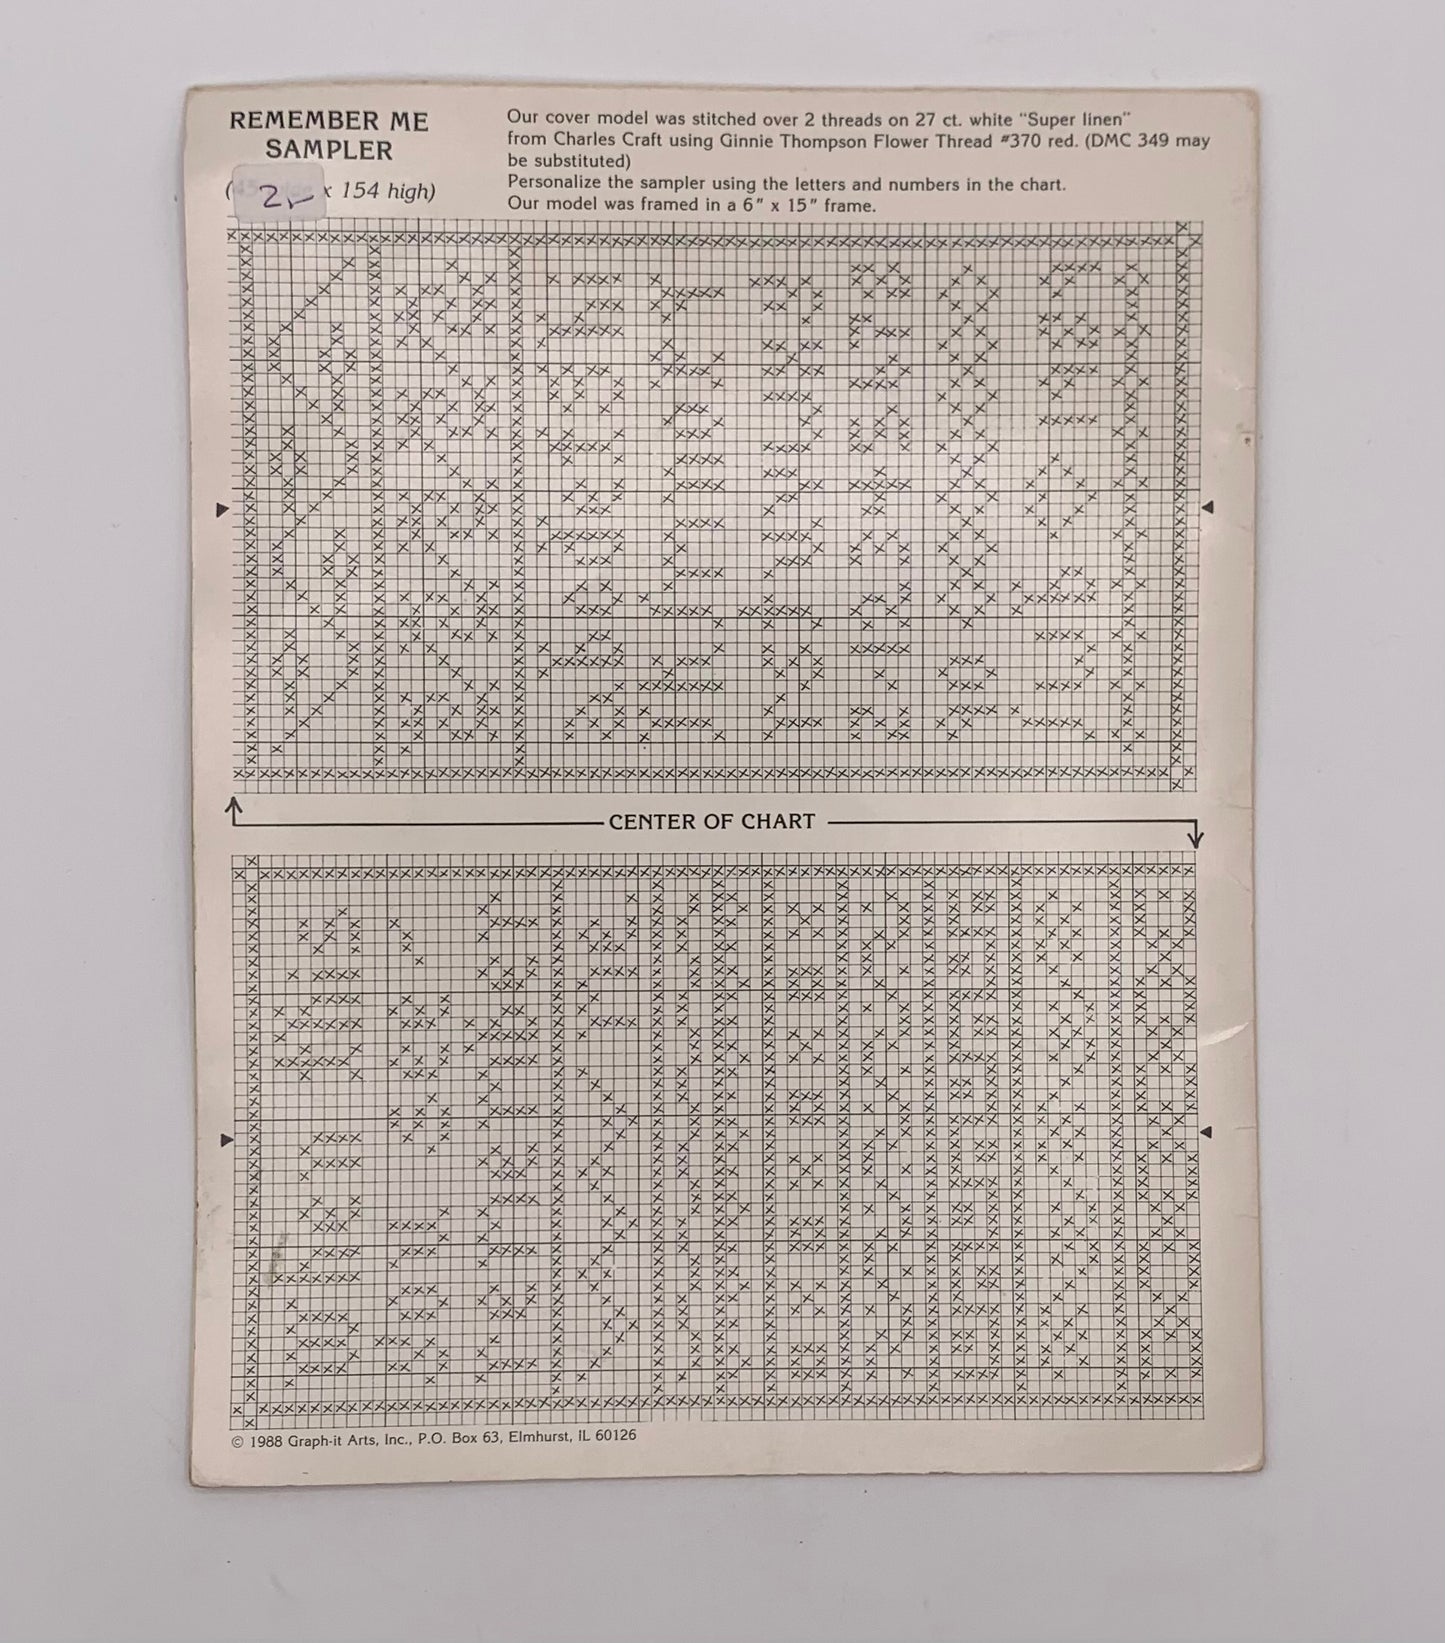 REMEMBER ME
SAMPLER
( x 154 high)
2,-
Our cover model was stitched over 2 threads on 27 ct. white "Super linen"
from Charles Craft using Ginnie Thompson Flower Thread #370 red. (DMC 349 may
be substituted)
Personalize the sampler using the letters and numbers in the chart.
Our model was framed in a 6" x 15" frame.
CENTER OF CHART
© 1988 Graph-it Arts, Inc., P.O. Box 63, Elmhurst, IL 60126